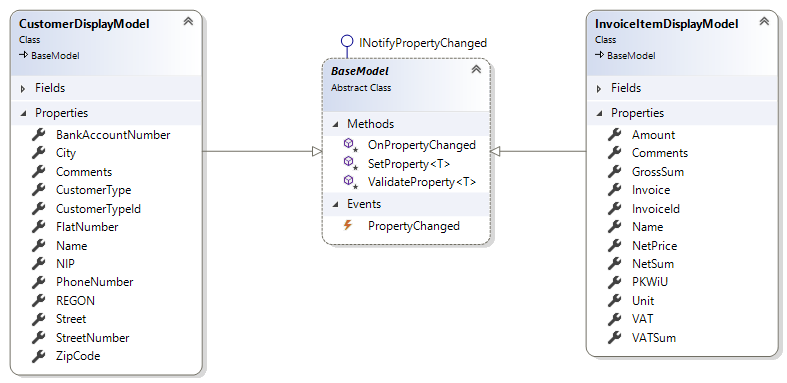 CustomerDisplayModel
Class
BaseModel
Fields
Properties
BankAccountNumber
City
Comments
CustomerType
CustomerTypeId
FlatNumber
Name
NIP
PhoneNumber
REGON
Street
StreetNumber
ZipCode
INotifyPropertyChanged
BaseModel
Abstract Class
Methods
OnPropertyChanged
SetProperty<T>
ValidateProperty<T>
Events
PropertyChanged
InvoiceItemDisplayModel
Class
BaseModel
Fields
Properties
Amount
Comments
GrossSum
Invoice
InvoiceId
Name
NetPrice
NetSum
PKWiU
Unit
VAT
VATSum